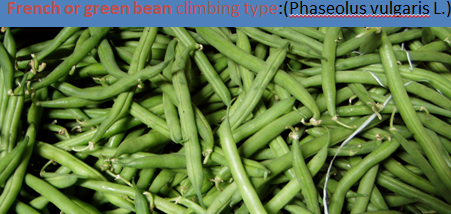 French or green bean climbing type:(Phaseolus vulgaris L.)